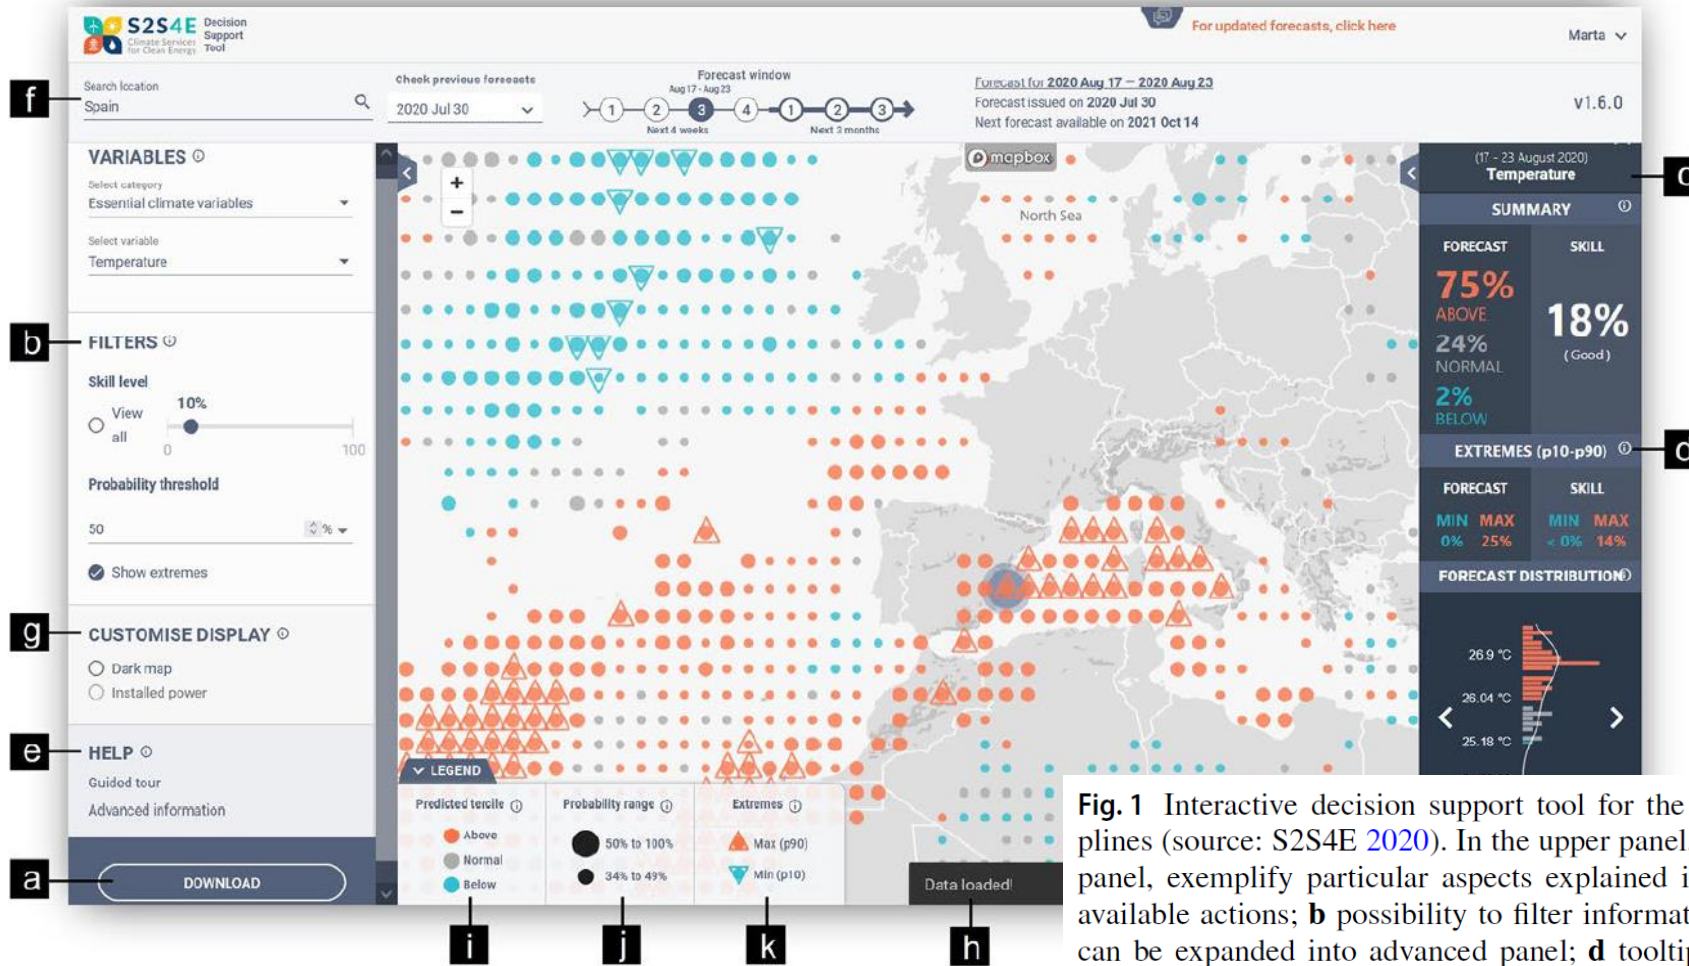 S2S4E Decision Support Tool
Climate Services for Clean Energy
For updated forecasts, click here
Marta
f
Search location
Spain
Check previous forecasts
2020 Jul 30
Forecast window
Aug 17 - Aug 23
1 2 3 4 1 2 3
Next 4 weeks
Next 3 months
Forecast for 2020 Aug 17 – 2020 Aug 23
Forecast issued on 2020 Jul 30
Next forecast available on 2021 Oct 14
v1.6.0
VARIABLES
Select category
Essential climate variables
Select variable
Temperature
b
FILTERS
Skill level
View all
10%
0
100
Probability threshold
50 %
Show extremes
g
CUSTOMISE DISPLAY
Dark map
Installed power
e
HELP
Guided tour
Advanced information
a
DOWNLOAD
+
−
mapbox
North Sea
(17 - 23 August 2020)
Temperature
SUMMARY
FORECAST
SKILL
75%
ABOVE
24%
NORMAL
2%
BELOW
18%
(Good)
EXTREMES (p10-p90)
d
FORECAST
SKILL
MIN MAX
0% 25%
MIN MAX
< 0% 14%
FORECAST DISTRIBUTION
26.9 °C
26.04 °C
25.18 °C
LEGEND
Predicted tercile
Above
Normal
Below
Probability range
50% to 100%
34% to 49%
Extremes
Max (p90)
Min (p10)
Data loaded!
i
j
k
h
Fig. 1 Interactive decision support tool for the
plines (source: S2S4E 2020). In the upper panel
panel, exemplify particular aspects explained i
available actions; b possibility to filter informat
can be expanded into advanced panel; d toolti